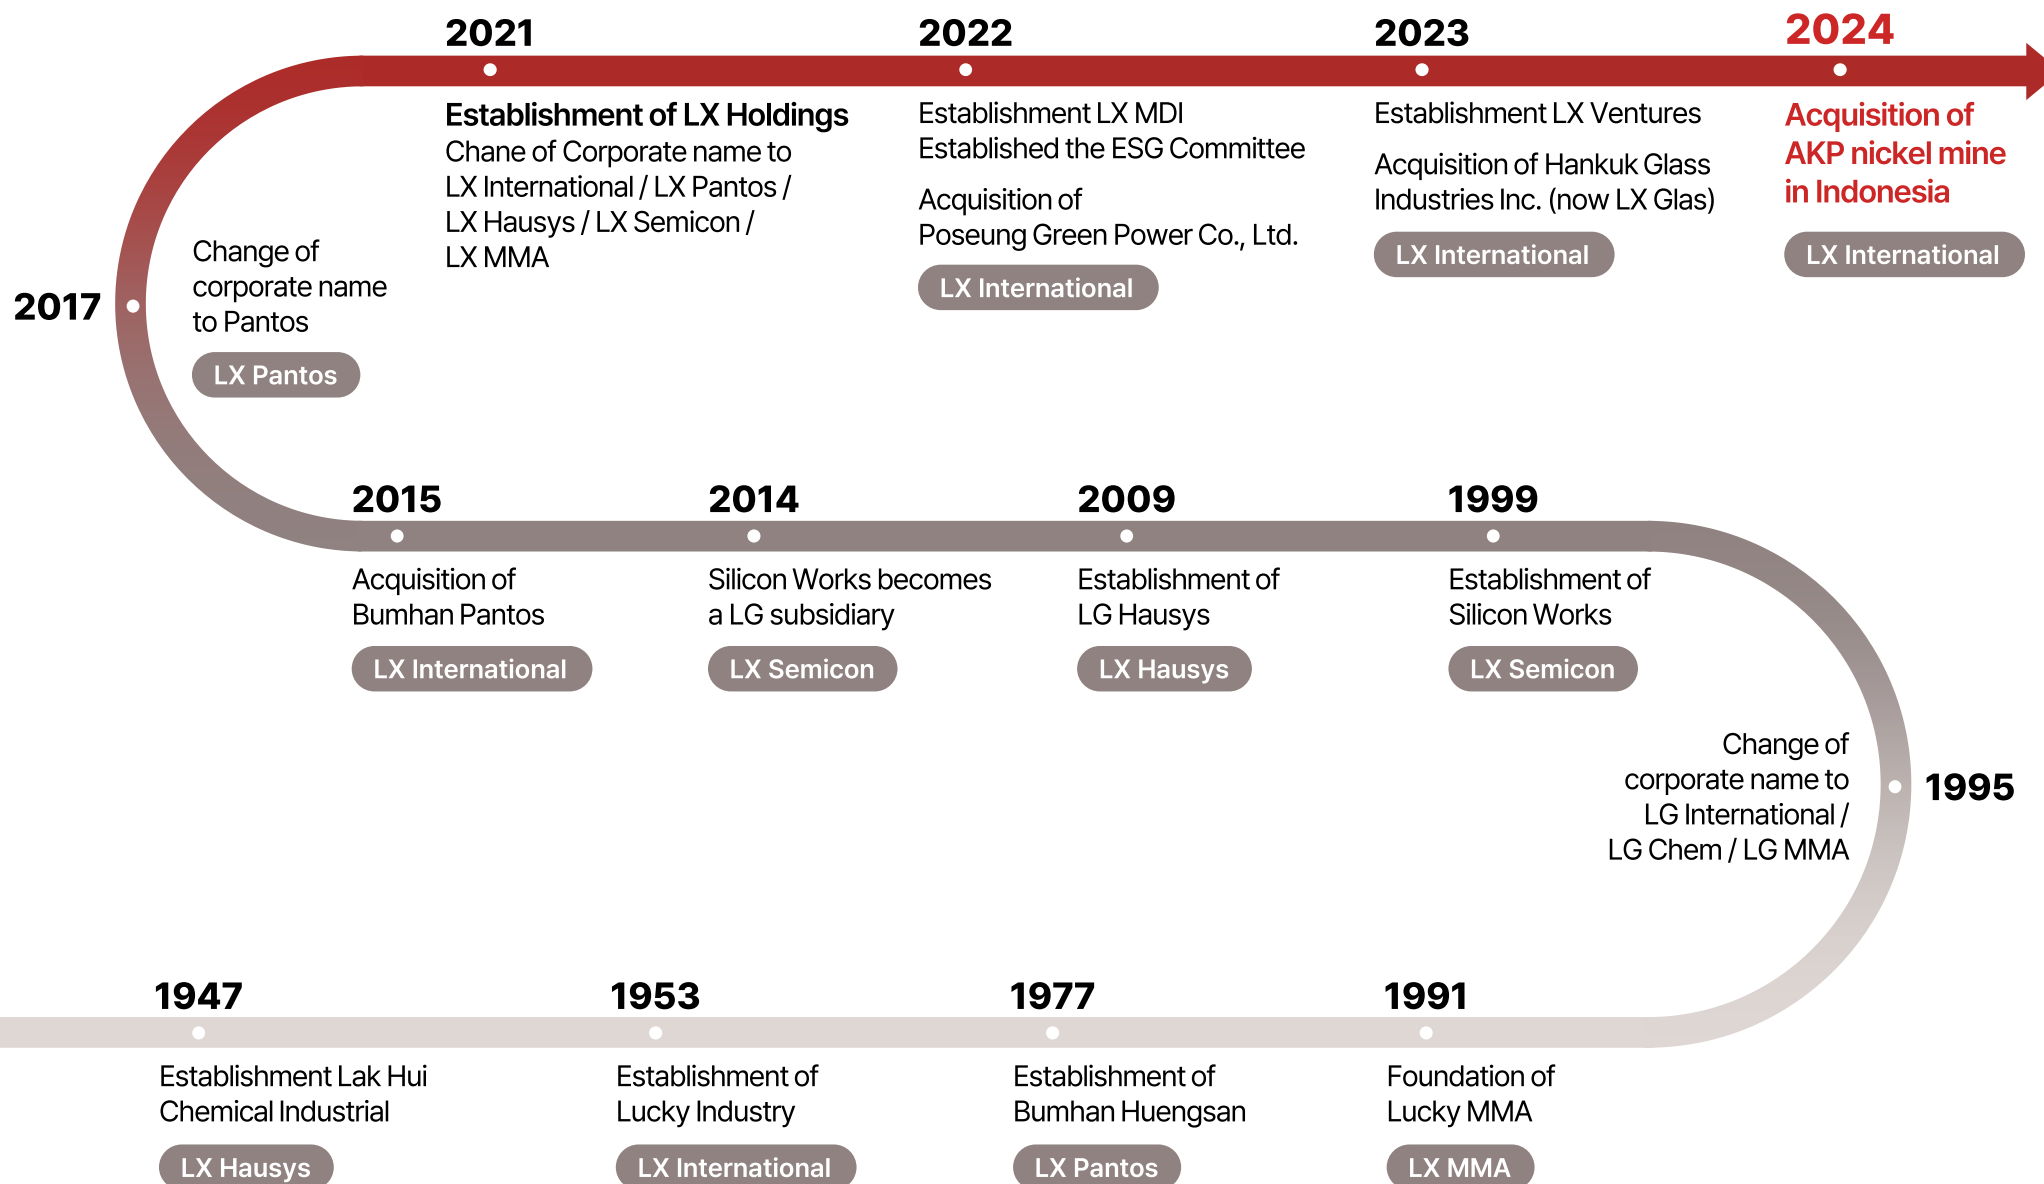 2021
Establishment of LX Holdings
Chane of Corporate name to
LX International / LX Pantos /
LX Hausys / LX Semicon /
LX MMA
2022
Establishment LX MDI
Established the ESG Committee
Acquisition of
Poseung Green Power Co., Ltd.
LX International
2023
Establishment LX Ventures
Acquisition of Hankuk Glass
Industries Inc. (now LX Glas)
LX International
2024
Acquisition of
AKP nickel mine
in Indonesia
LX International
2017
Change of
corporate name
to Pantos
LX Pantos
2015
Acquisition of
Bumhan Pantos
LX International
2014
Silicon Works becomes
a LG subsidiary
LX Semicon
2009
Establishment of
LG Hausys
LX Hausys
1999
Establishment of
Silicon Works
LX Semicon
1995
Change of
corporate name to
LG International /
LG Chem / LG MMA
1947
Establishment Lak Hui
Chemical Industrial
LX Hausys
1953
Establishment of
Lucky Industry
LX International
1977
Establishment of
Bumhan Huengsan
LX Pantos
1991
Foundation of
Lucky MMA
LX MMA